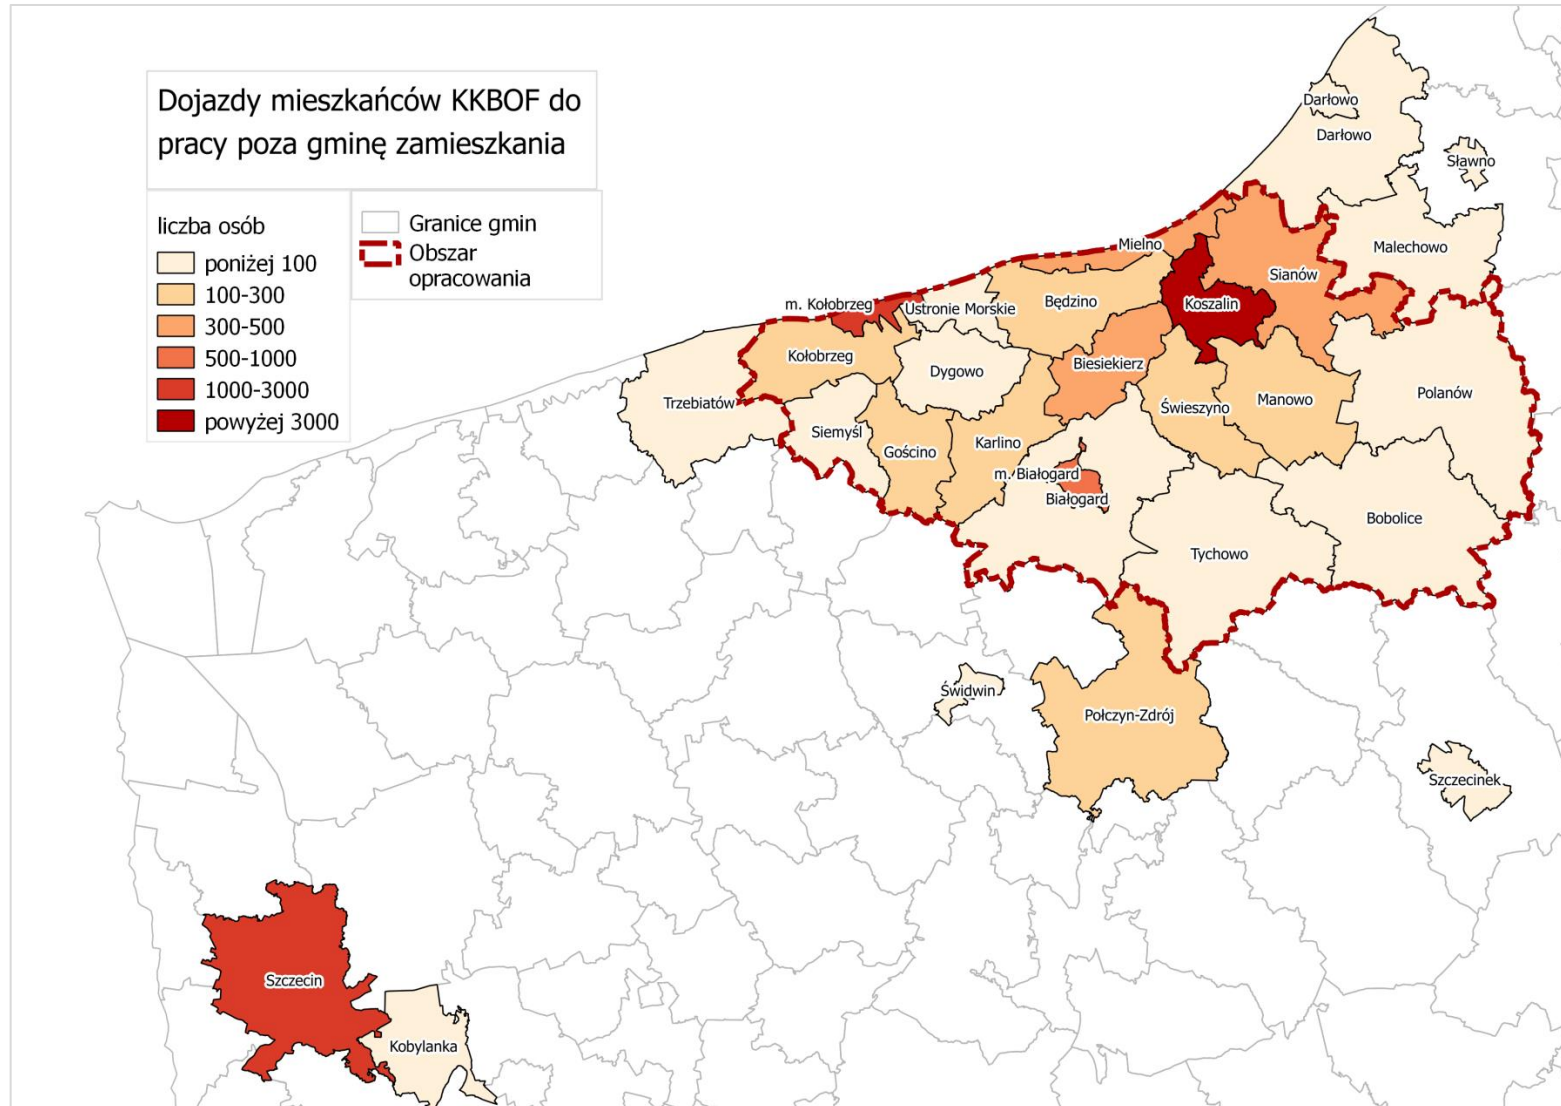 Dojazdy mieszkańców KKBOF do
pracy poza gminę zamieszkania
liczba osób
poniżej 100
100-300
300-500
500-1000
1000-3000
powyżej 3000
Granice gmin
Obszar
opracowania
Darłowo
Darłowo
Sławno
Malechowo
Mielno
Sianów
Koszalin
m. Kołobrzeg
Ustronie Morskie
Będzino
Kołobrzeg
Dygowo
Biesiekierz
Trzebiatów
Siemyśl
Gościno
Karlino
Świeszyno
Manowo
Polanów
m. Białogard
Białogard
Tychowo
Bobolice
Świdwin
Połczyn-Zdrój
Szczecinek
Szczecin
Kobylanka